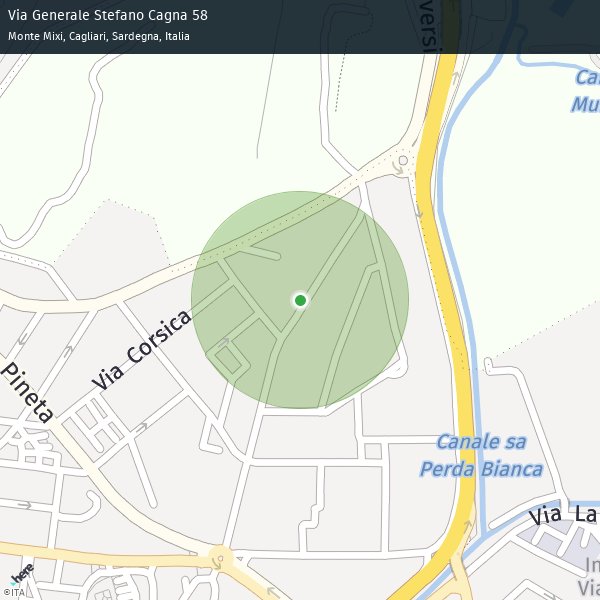 Via Generale Stefano Cagna 58
Monte Mixi, Cagliari, Sardegna, Italia
versi
Ca
Mu
Via Corsica
Pineta
Canale sa
Perda Bianca
Via La
In
Via
here
©ITA